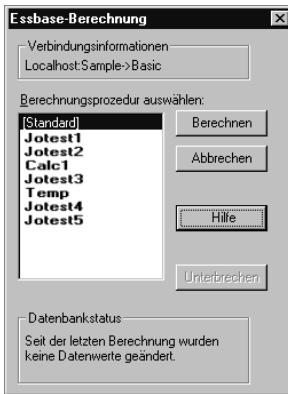 Essbase-Berechnung
Verbindungsinformationen
Localhost:Sample->Basic
Berechnungsprozedur auswählen:
[Standard]
Jotest1
Jotest2
Calc1
Jotest3
Temp
Jotest4
Jotest5
Berechnen
Abbrechen
Hilfe
Unterbrechen
Datenbankstatus
Seit der letzten Berechnung wurden
keine Datenwerte geändert.